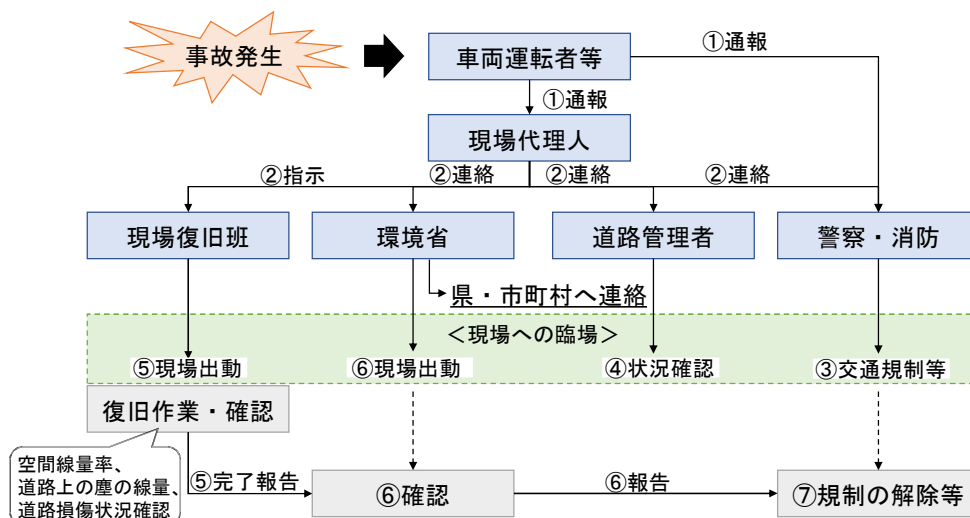 事故発生
車両運転者等
①通報
①通報
現場代理人
②指示
②連絡
②連絡
②連絡
現場復旧班
環境省
道路管理者
警察・消防
県・市町村へ連絡
＜現場への臨場＞
⑤現場出動
⑥現場出動
④状況確認
③交通規制等
復旧作業・確認
空間線量率、
道路上の塵の線量、
道路損傷状況確認
⑤完了報告
⑥確認
⑥報告
⑦規制の解除等